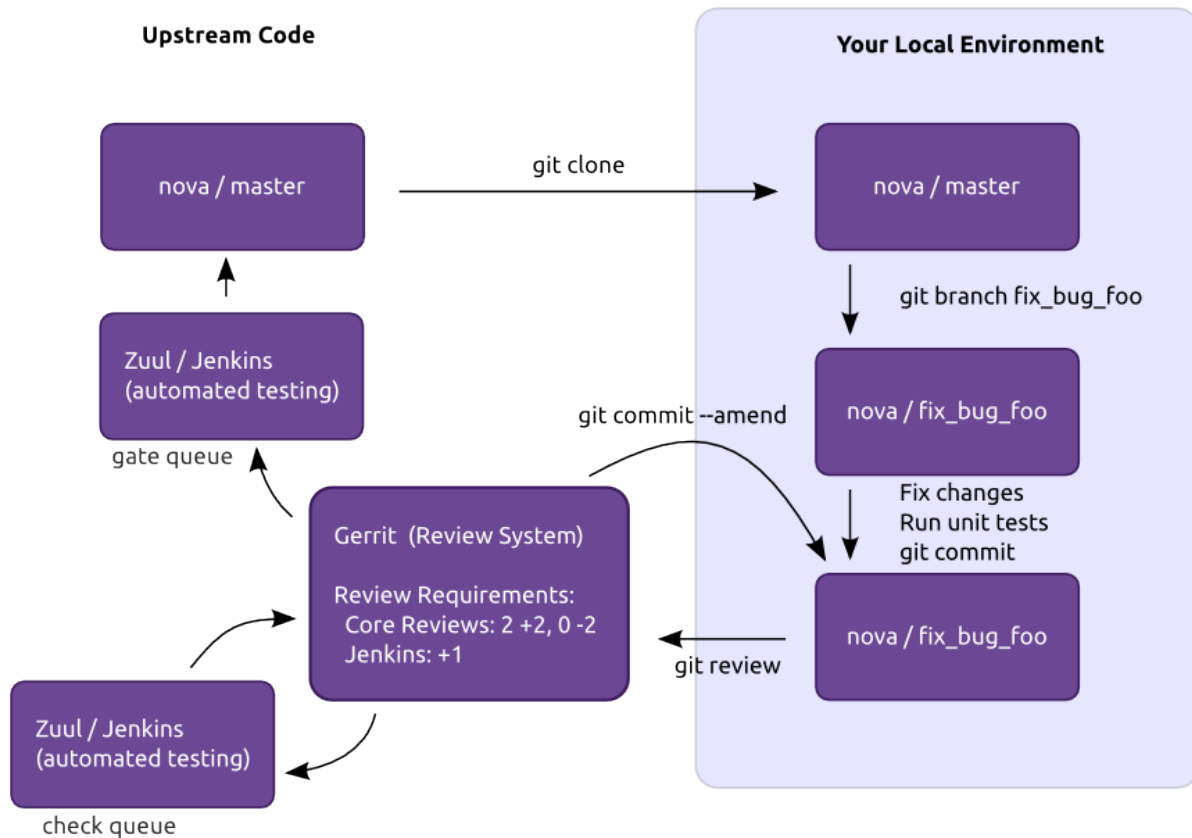 Upstream Code
Your Local Environment
nova / master
git clone
nova / master
git branch fix_bug_foo
Zuul / Jenkins
(automated testing)
gate queue
git commit --amend
nova / fix_bug_foo
Fix changes
Run unit tests
git commit
Gerrit  (Review System)
Review Requirements:
Core Reviews: 2 +2, 0 -2
Jenkins: +1
git review
nova / fix_bug_foo
Zuul / Jenkins
(automated testing)
check queue